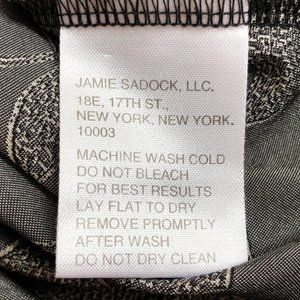 JAMIE SADOCK, LLC.
18E, 17TH ST.,
NEW YORK, NEW YORK.
10003
MACHINE WASH COLD
DO NOT BLEACH
FOR BEST RESULTS
LAY FLAT TO DRY
REMOVE PROMPTLY
AFTER WASH
DO NOT DRY CLEAN